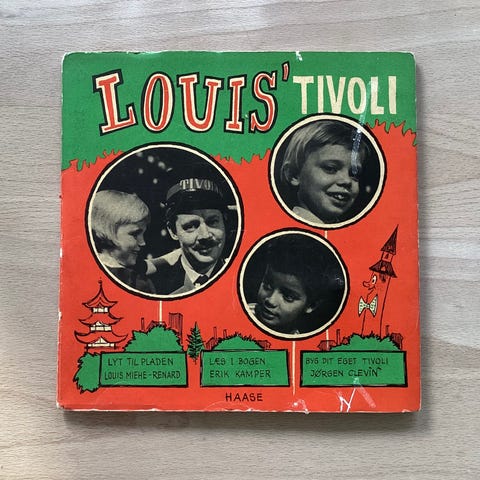 LOUIS' TIVOLI
TIVOLI
LYT TIL PLADEN
LOUIS MIEHE-RENARD
LÆS I BOGEN
ERIK KAMPER
BYG DIT EGET TIVOLI
JØRGEN CLEVIN
HAASE